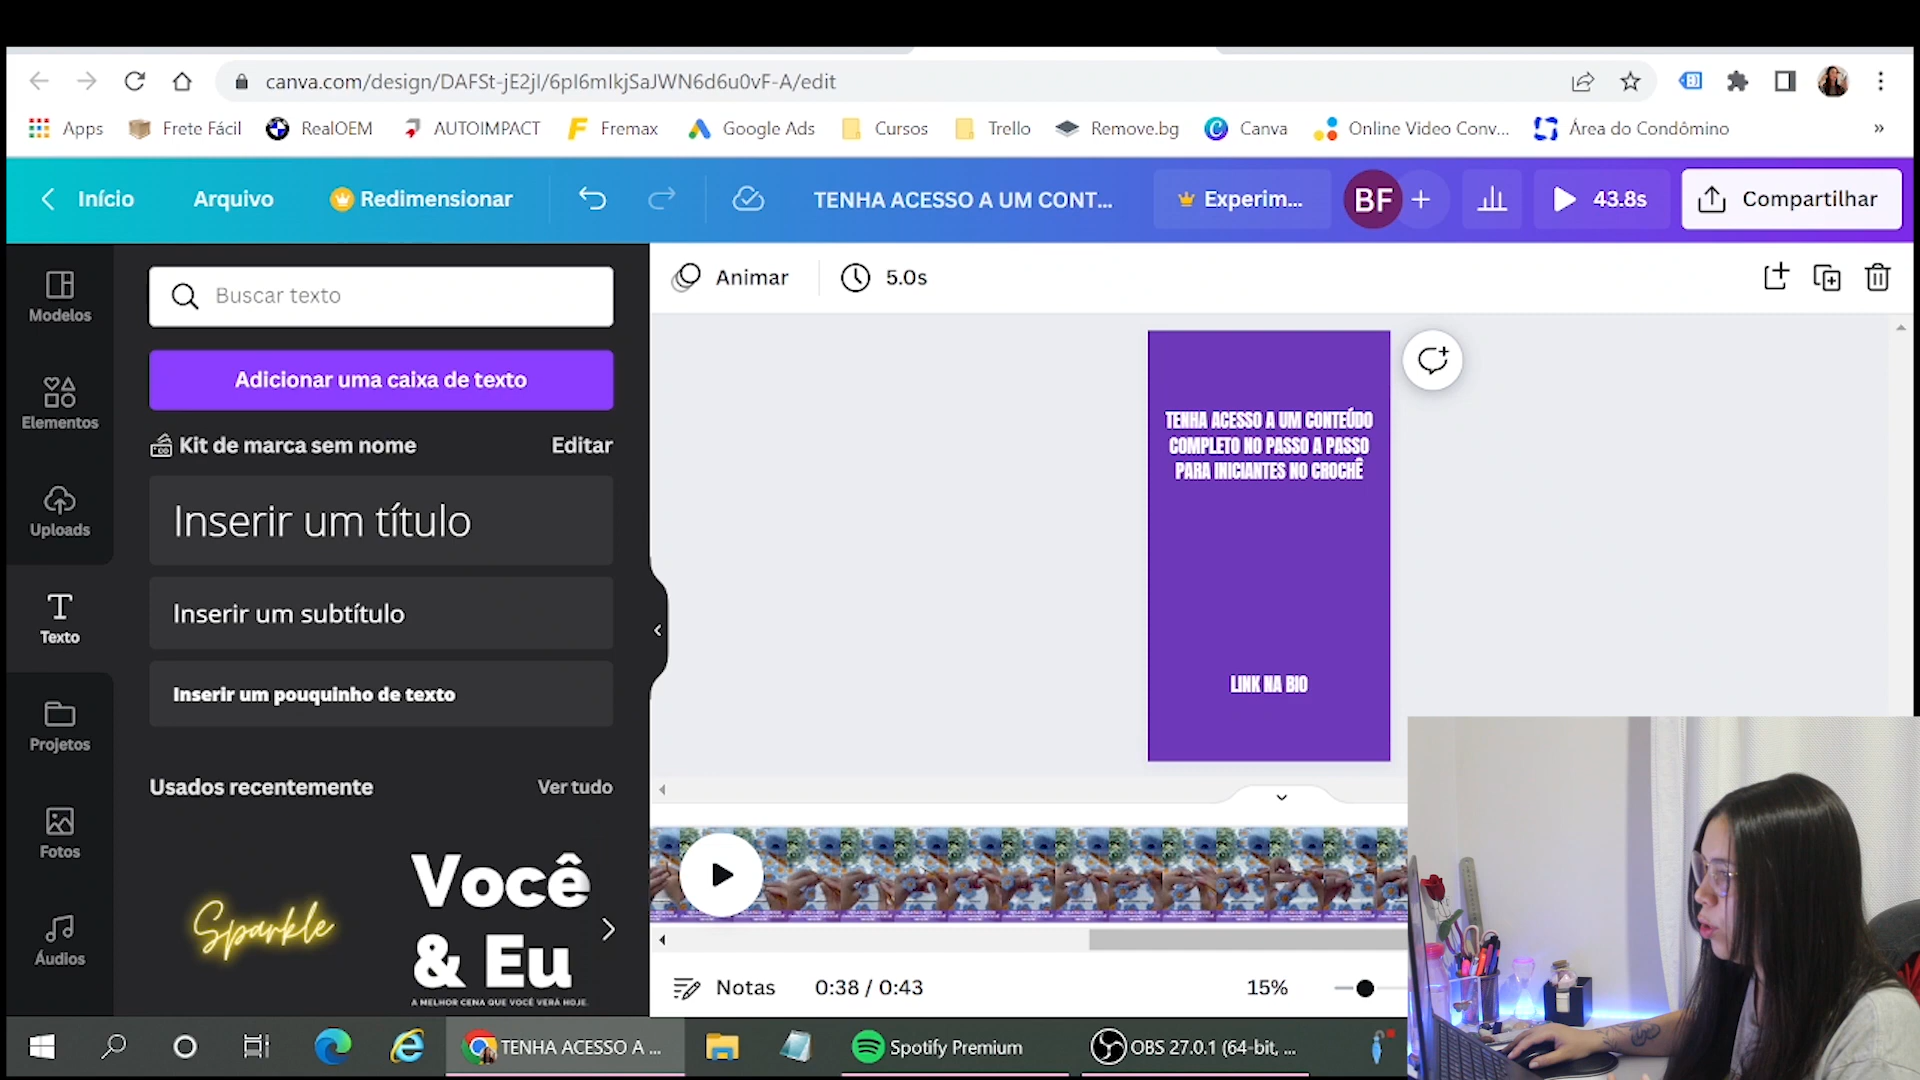 canva.com/design/DAFSt-jE2jI/6pI6mIkjSaJWN6d6u0vF-A/edit
Apps
Frete Fácil
RealOEM
AUTOIMPACT
Fremax
Google Ads
Cursos
Trello
Remove.bg
Canva
Online Video Conv...
Área do Condômino
»
Início
Arquivo
Redimensionar
TENHA ACESSO A UM CONT...
Experim...
BF
+
43.8s
Compartilhar
Modelos
Elementos
Uploads
Texto
Projetos
Fotos
Áudios
Buscar texto
Adicionar uma caixa de texto
Kit de marca sem nome
Editar
Inserir um título
Inserir um subtítulo
Inserir um pouquinho de texto
Usados recentemente
Ver tudo
Sparkle
Você
& Eu
A MELHOR CENA QUE VOCÊ VERÁ HOJE.
Animar
5.0s
TENHA ACESSO A UM CONTEÚDO
COMPLETO NO PASSO A PASSO
PARA INICIANTES NO CROCHÊ
LINK NA BIO
Notas
0:38 / 0:43
15%
TENHA ACESSO A ...
Spotify Premium
OBS 27.0.1 (64-bit, ...